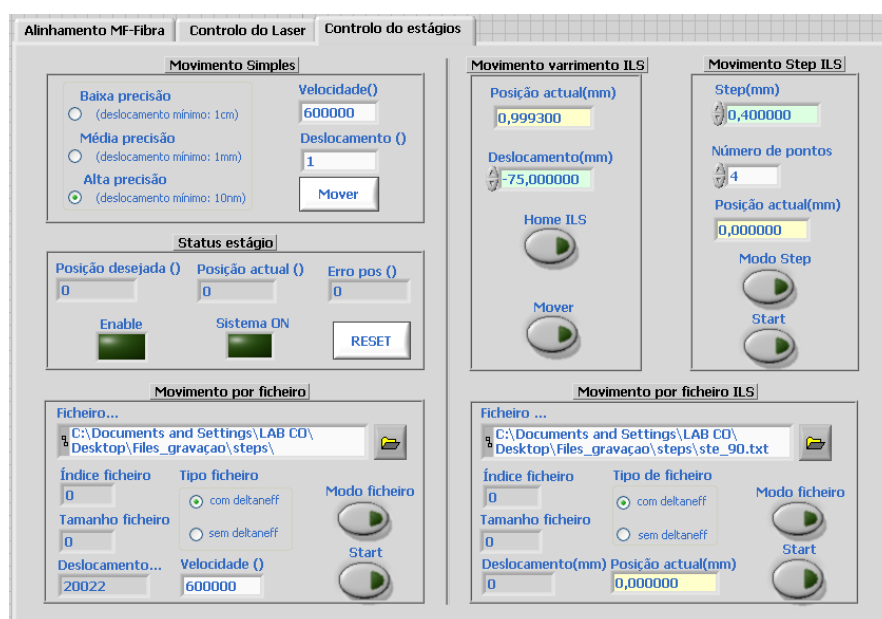 Alinhamento MF-Fibra
Controlo do Laser
Controlo do estágios
Movimento Simples
Baixa precisão
(deslocamento mínimo: 1cm)
Média precisão
(deslocamento mínimo: 1mm)
Alta precisão
(deslocamento mínimo: 10nm)
Velocidade()
600000
Deslocamento ()
1
Mover
Status estágio
Posição desejada ()
0
Posição actual ()
0
Erro pos ()
0
Enable
Sistema ON
RESET
Movimento por ficheiro
Ficheiro...
C:\Documents and Settings\LAB CO\
Desktop\Files_gravaçao\steps\
Índice ficheiro
0
Tamanho ficheiro
0
Deslocamento...
20022
Tipo ficheiro
com deltaneff
sem deltaneff
Velocidade ()
600000
Modo ficheiro
Start
Movimento varrimento ILS
Posição actual(mm)
0,999300
Deslocamento(mm)
-75,000000
Home ILS
Mover
Movimento Step ILS
Step(mm)
0,400000
Número de pontos
4
Posição actual(mm)
0,000000
Modo Step
Start
Movimento por ficheiro ILS
Ficheiro ...
C:\Documents and Settings\LAB CO\
Desktop\Files_gravaçao\steps\ste_90.txt
Índice ficheiro
0
Tamanho ficheiro
0
Deslocamento(mm)
0
Tipo de ficheiro
com deltaneff
sem deltaneff
Posição actual(mm)
0,000000
Modo ficheiro
Start